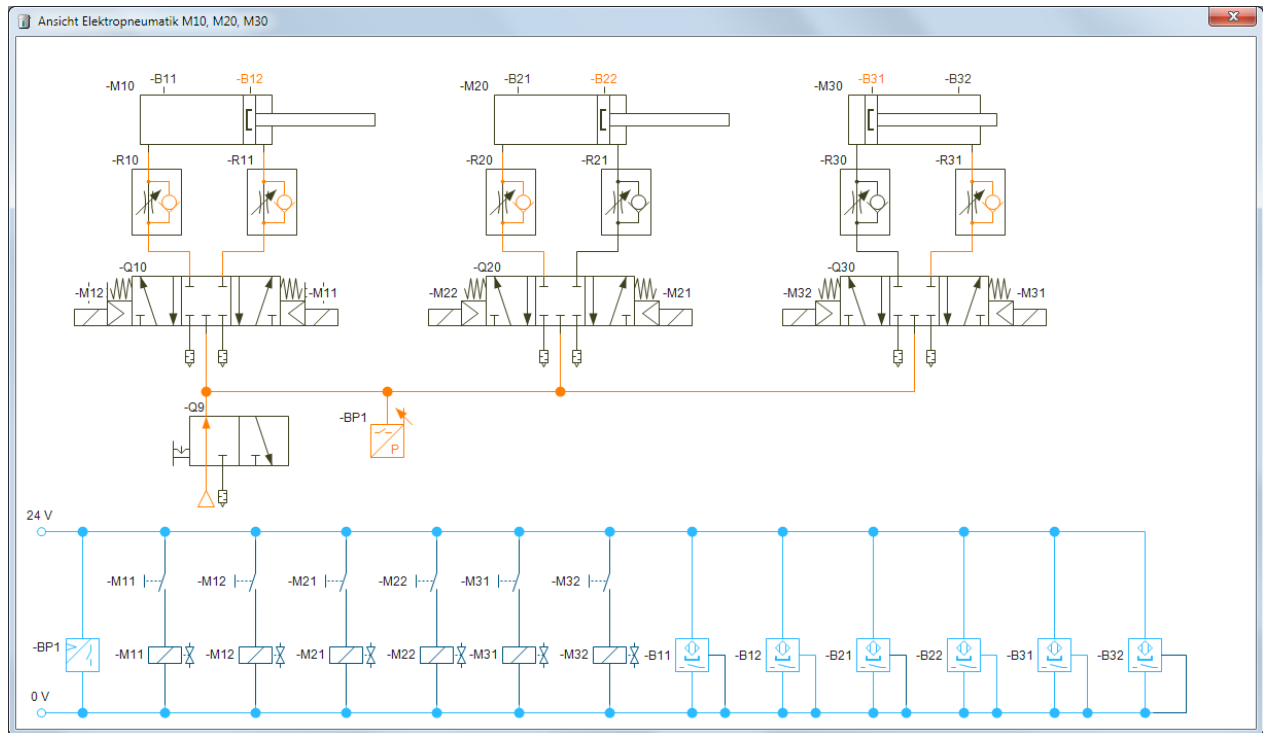 Ansicht Elektropneumatik M10, M20, M30
-M10 -B11 -B12 -M20 -B21 -B22 -M30 -B31 -B32
-R10 -R11 -R20 -R21 -R30 -R31
-Q10 -Q20 -Q30
-M12 -M11 -M22 -M21 -M32 -M31
-Q9 -BP1
P
24 V
-M11 -M12 -M21 -M22 -M31 -M32
-BP1 -M11 -M12 -M21 -M22 -M31 -M32 -B11 -B12 -B21 -B22 -B31 -B32
0 V